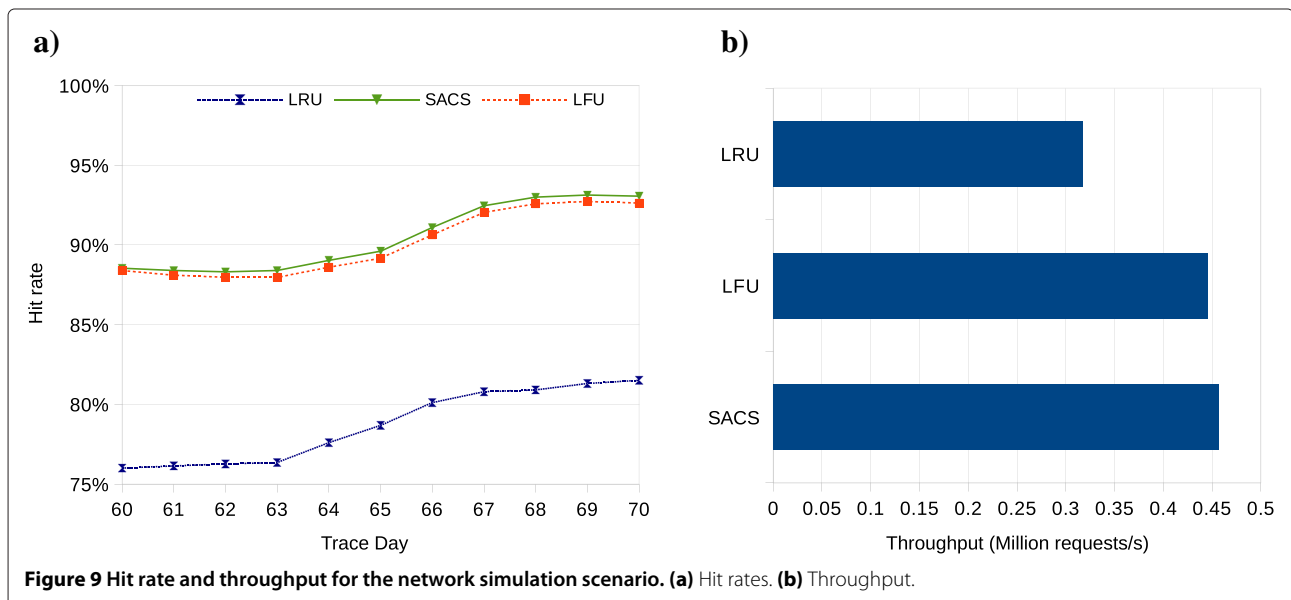 a)
LRU SACS LFU
100%
95%
90%
85%
80%
75%
Hit rate
60 61 62 63 64 65 66 67 68 69 70
Trace Day
b)
LRU
LFU
SACS
0 0.05 0.1 0.15 0.2 0.25 0.3 0.35 0.4 0.45 0.5
Throughput (Million requests/s)
Figure 9 Hit rate and throughput for the network simulation scenario. (a) Hit rates. (b) Throughput.